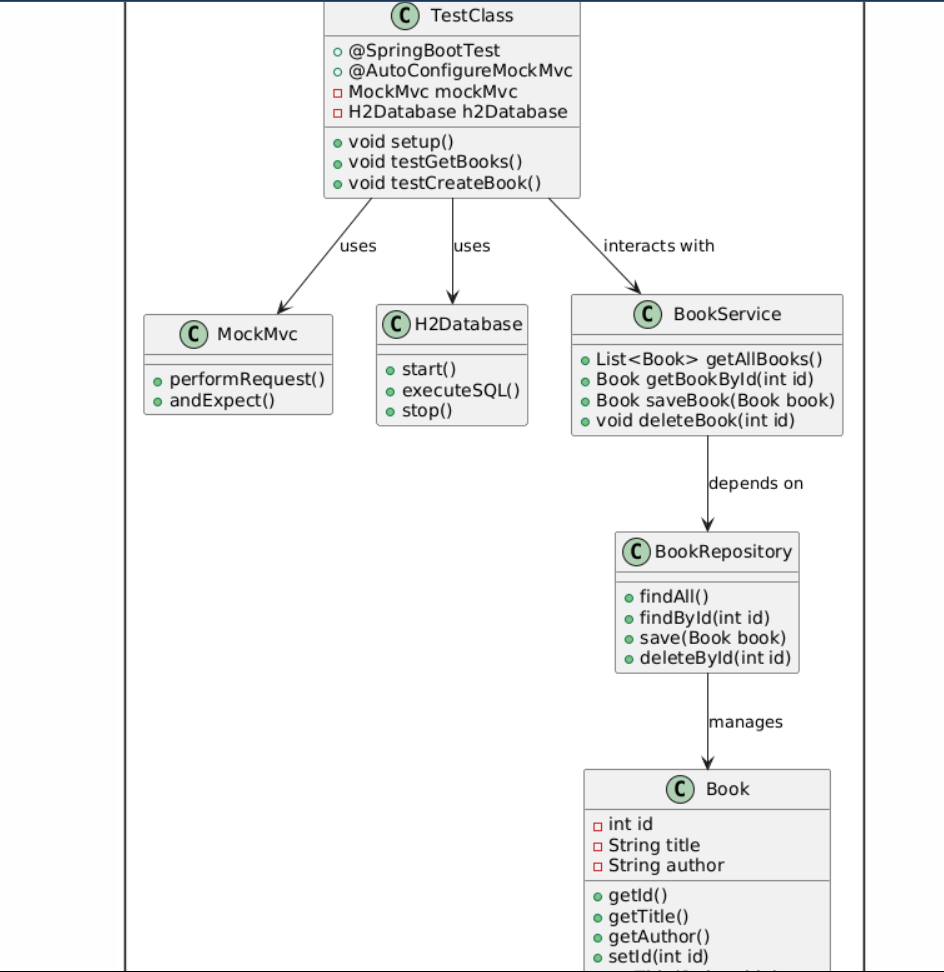 C TestClass
@SpringBootTest
@AutoConfigureMockMvc
MockMvc mockMvc
H2Database h2Database
void setup()
void testGetBooks()
void testCreateBook()
uses
uses
interacts with
C MockMvc
performRequest()
andExpect()
C H2Database
start()
executeSQL()
stop()
C BookService
List<Book> getAllBooks()
Book getBookById(int id)
Book saveBook(Book book)
void deleteBook(int id)
depends on
C BookRepository
findAll()
findById(int id)
save(Book book)
deleteById(int id)
manages
C Book
int id
String title
String author
getId()
getTitle()
getAuthor()
setId(int id)